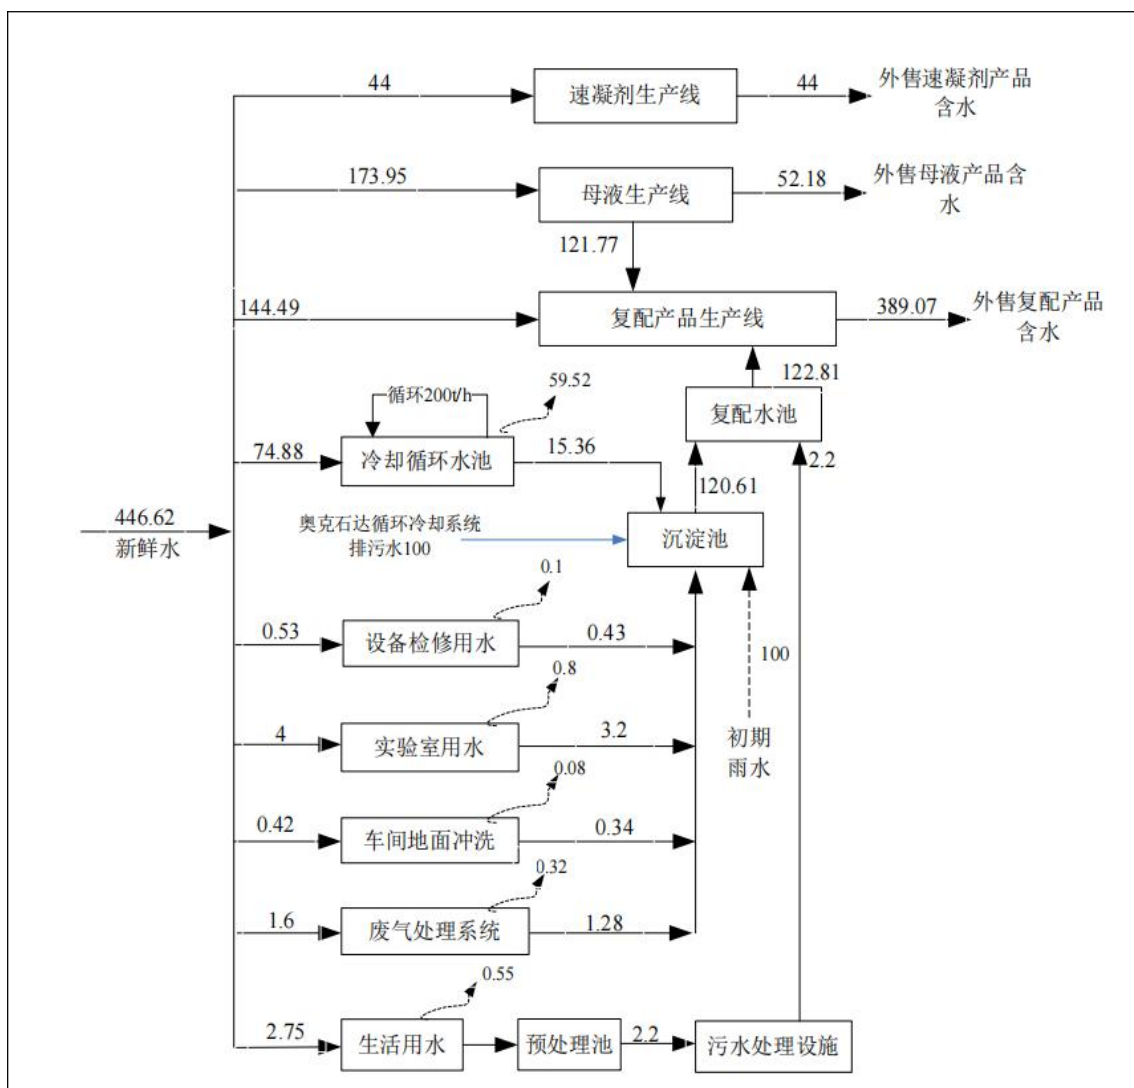 44
速凝剂生产线
44
外售速凝剂产品
含水
173.95
母液生产线
52.18
外售母液产品含
水
121.77
144.49
复配产品生产线
389.07
外售复配产品
含水
122.81
59.52
循环200t/h
复配水池
74.88
冷却循环水池
15.36
2.2
120.61
446.62
新鲜水
奥克石达循环冷却系统
排污水100
沉淀池
0.1
0.53
设备检修用水
0.43
100
0.8
4
实验室用水
3.2
初期
雨水
0.08
0.42
车间地面冲洗
0.34
0.32
1.6
废气处理系统
1.28
0.55
2.75
生活用水
预处理池
2.2
污水处理设施